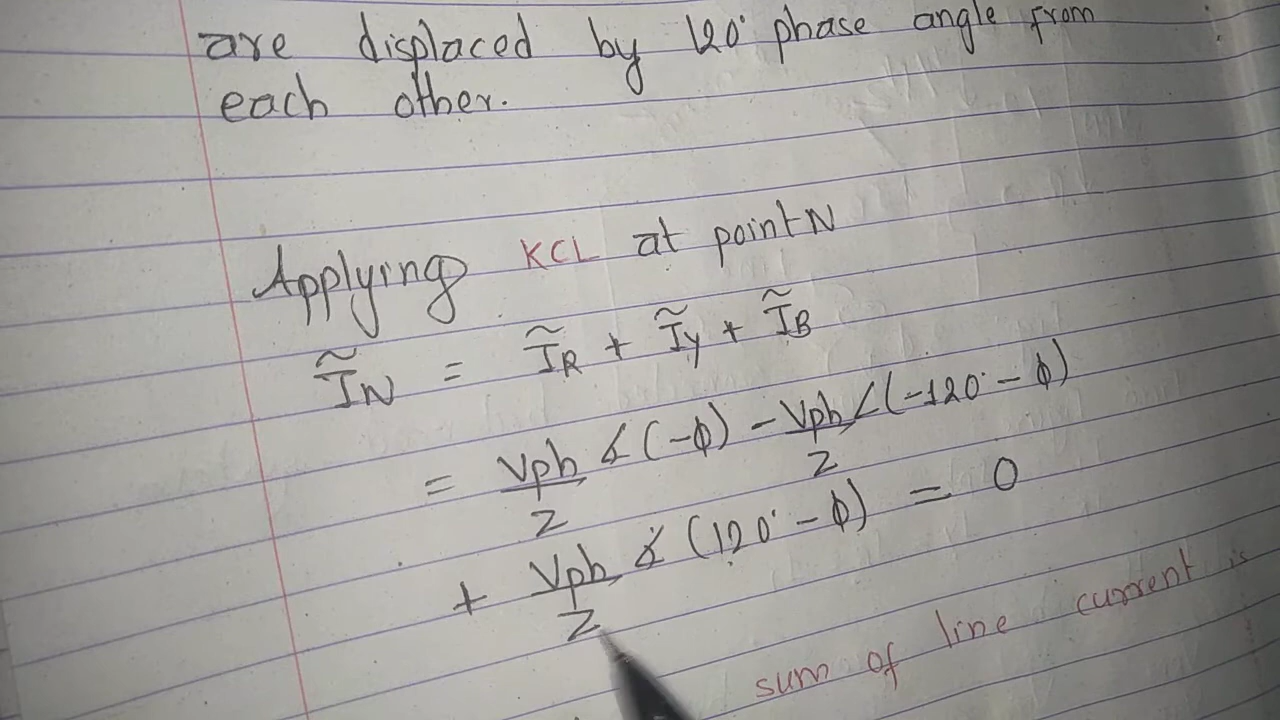 are displaced by 120° phase angle from
each other.
Applying KCL at point N
Ĩ_N = Ĩ_R + Ĩ_Y + Ĩ_B
= Vph/Z ∠(-ϕ) - Vph/Z ∠(-120° - ϕ)
+ Vph/Z ∠(120° - ϕ) = 0
sum of line current is